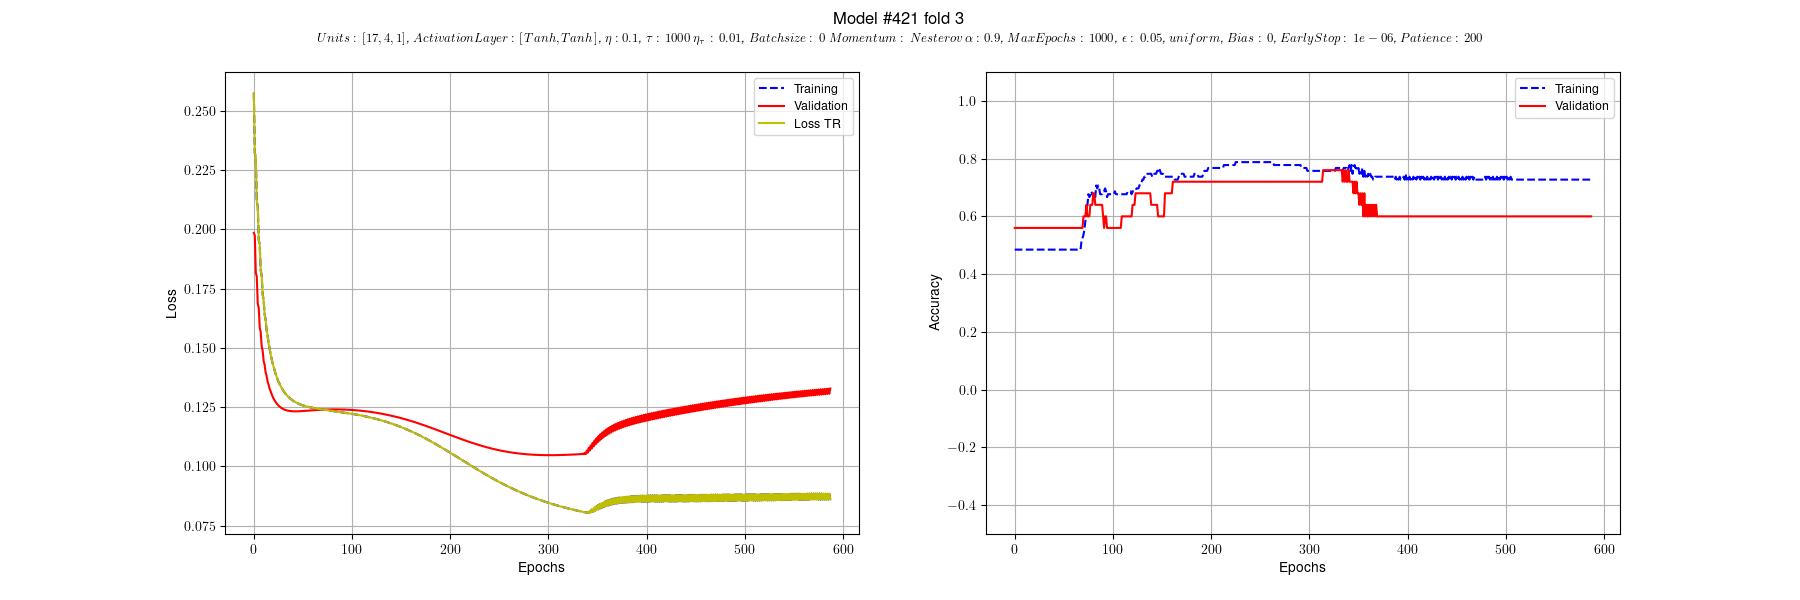 Model #421 fold 3
Units : [17, 4, 1], ActivationLayer : [Tanh, Tanh], η : 0.1, τ : 1000 η_τ : 0.01, Batchsize : 0 Momentum : Nesterov α : 0.9, MaxEpochs : 1000, ϵ : 0.05, uniform, Bias : 0, EarlyStop : 1e − 06, Patience : 200
Training
Validation
Loss TR
0.250
0.225
0.200
0.175
0.150
0.125
0.100
0.075
Loss
0 100 200 300 400 500 600
Epochs
Training
Validation
1.0
0.8
0.6
0.4
0.2
0.0
−0.2
−0.4
Accuracy
0 100 200 300 400 500 600
Epochs